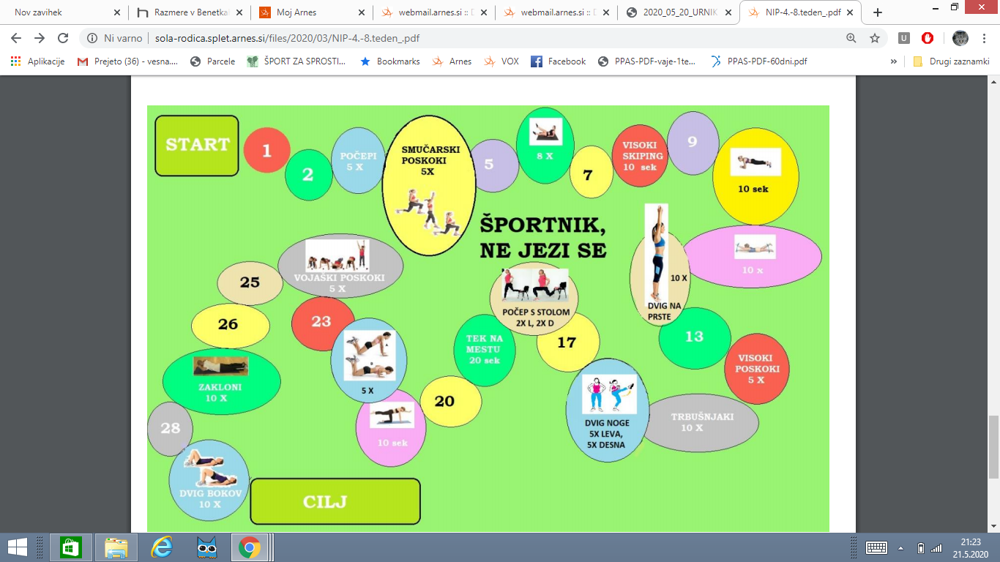 Nov zavihek
Razmere v Benetka
Moj Arnes
webmail.arnes.si :: D
webmail.arnes.si :: D
2020_05_20_URNIK
NIP-4.-8.teden_.pdf
Ni varno
sola-rodica.splet.arnes.si/files/2020/03/NIP-4.-8.teden_.pdf
Aplikacije
Prejeto (36) - vesna....
Parcele
ŠPORT ZA SPROSTI...
Bookmarks
Arnes
VOX
Facebook
PPAS-PDF-vaje-1te...
PPAS-PDF-60dni.pdf
»
Drugi zaznamki
START
1
2
POČEPI
5 X
SMUČARSKI
POSKOKI
5X
5
8 X
7
VISOKI
SKIPING
10 sek
9
10 sek
10 x
10 X
DVIG NA
PRSTE
13
VISOKI
POSKOKI
5 X
TRBUŠNJAKI
10 X
DVIG NOGE
5X LEVA,
5X DESNA
17
POČEP S STOLOM
2X L, 2X D
TEK NA
MESTU
20 sek
20
10 sek
A
B
5 X
23
VOJAŠKI POSKOKI
5 X
25
26
ZAKLONI
10 X
28
DVIG BOKOV
10 X
CILJ
ŠPORTNIK,
NE JEZI SE
21:23
21.5.2020